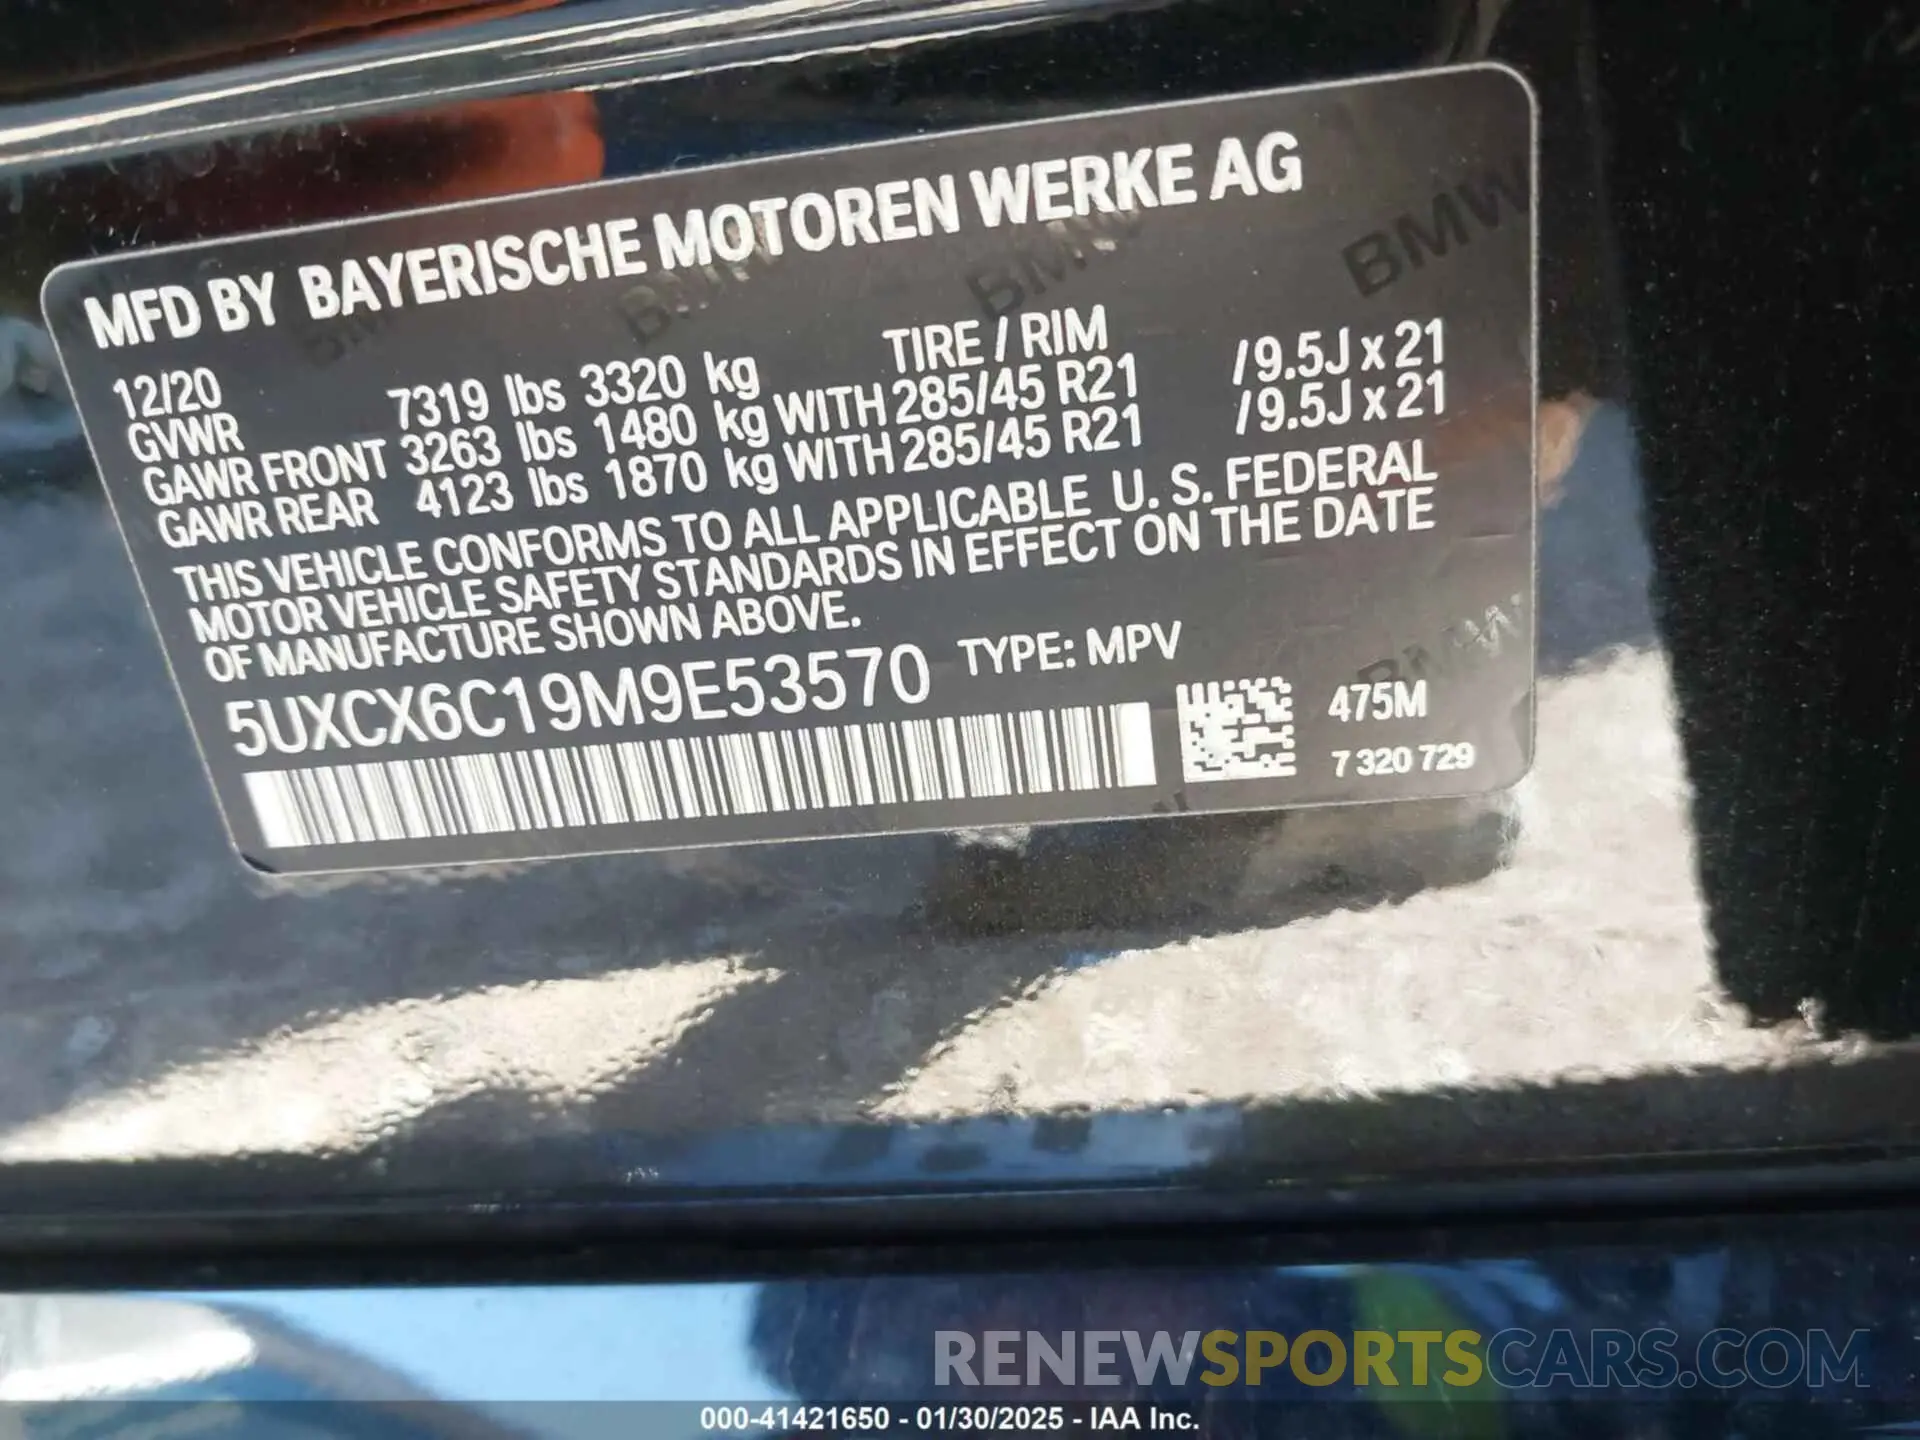 MFD BY BAYERISCHE MOTOREN WERKE AG
12/20 TIRE / RIM
GVWR 7319 lbs 3320 kg
GAWR FRONT 3263 lbs 1480 kg WITH 285/45 R21 /9.5J x 21
GAWR REAR 4123 lbs 1870 kg WITH 285/45 R21 /9.5J x 21
THIS VEHICLE CONFORMS TO ALL APPLICABLE U. S. FEDERAL
MOTOR VEHICLE SAFETY STANDARDS IN EFFECT ON THE DATE
OF MANUFACTURE SHOWN ABOVE.
5UXCX6C19M9E53570 TYPE: MPV
475M
7 320 729
BMW BMW BMW BMW
BMW
RENEWSPORTSCARS.COM
000-41421650 - 01/30/2025 - IAA Inc.